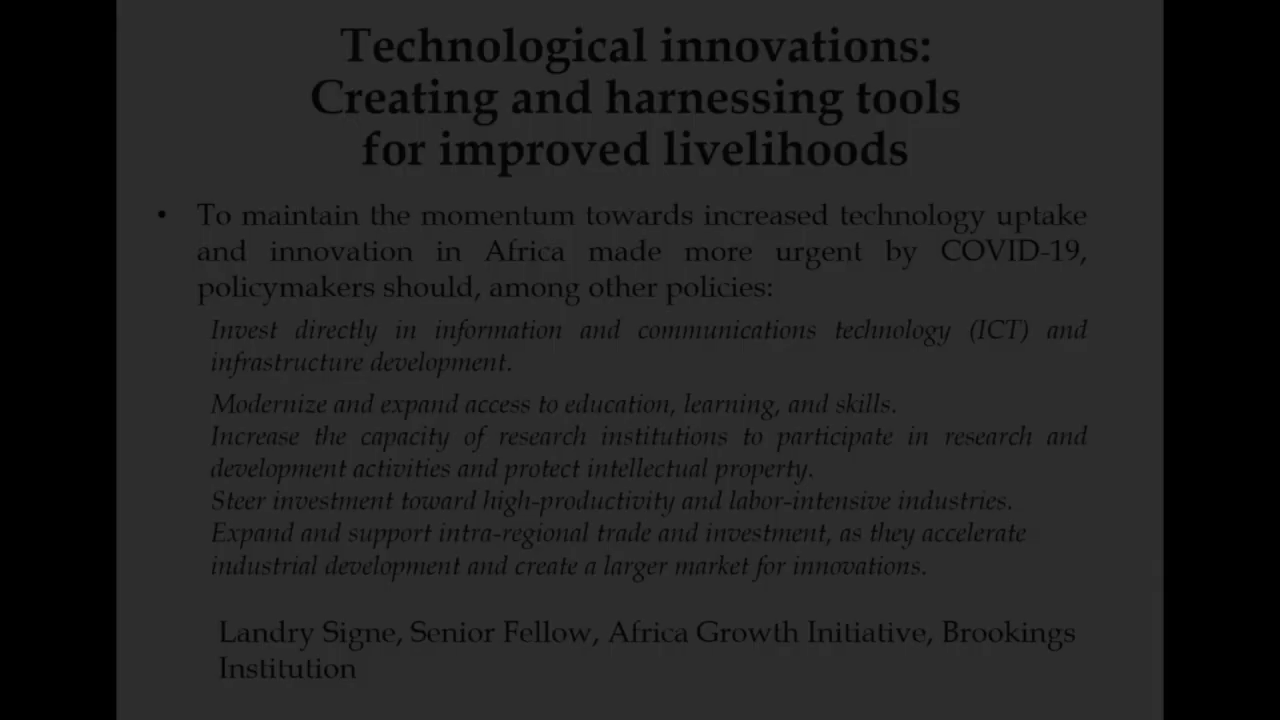 Technological innovations:
Creating and harnessing tools
for improved livelihoods
• To maintain the momentum towards increased technology uptake
and innovation in Africa made more urgent by COVID-19,
policymakers should, among other policies:
Invest directly in information and communications technology (ICT) and
infrastructure development.
Modernize and expand access to education, learning, and skills.
Increase the capacity of research institutions to participate in research and
development activities and protect intellectual property.
Steer investment toward high-productivity and labor-intensive industries.
Expand and support intra-regional trade and investment, as they accelerate
industrial development and create a larger market for innovations.
Landry Signe, Senior Fellow, Africa Growth Initiative, Brookings
Institution